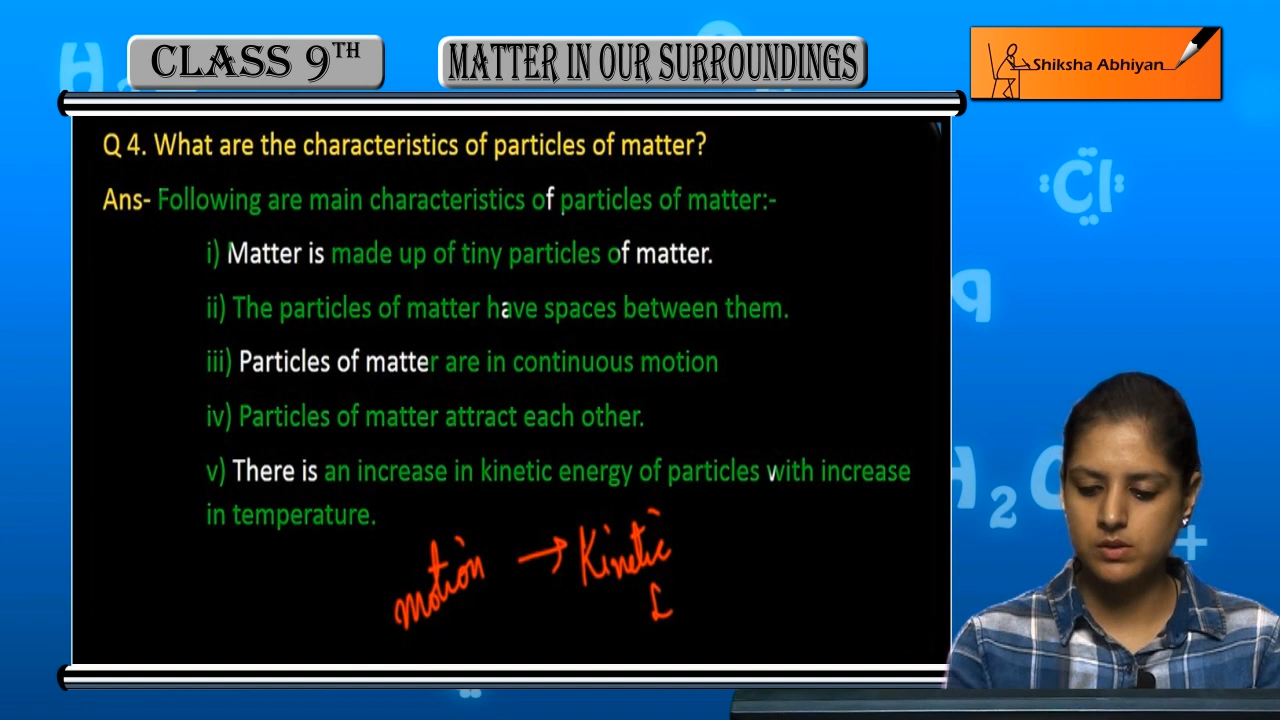 CLASS 9TH
MATTER IN OUR SURROUNDINGS
Shiksha Abhiyan
Q 4. What are the characteristics of particles of matter?
Ans- Following are main characteristics of particles of matter:-
i) Matter is made up of tiny particles of matter.
ii) The particles of matter have spaces between them.
iii) Particles of matter are in continuous motion
iv) Particles of matter attract each other.
v) There is an increase in kinetic energy of particles with increase
in temperature.
motion → Kinetic
Cl
H2
+